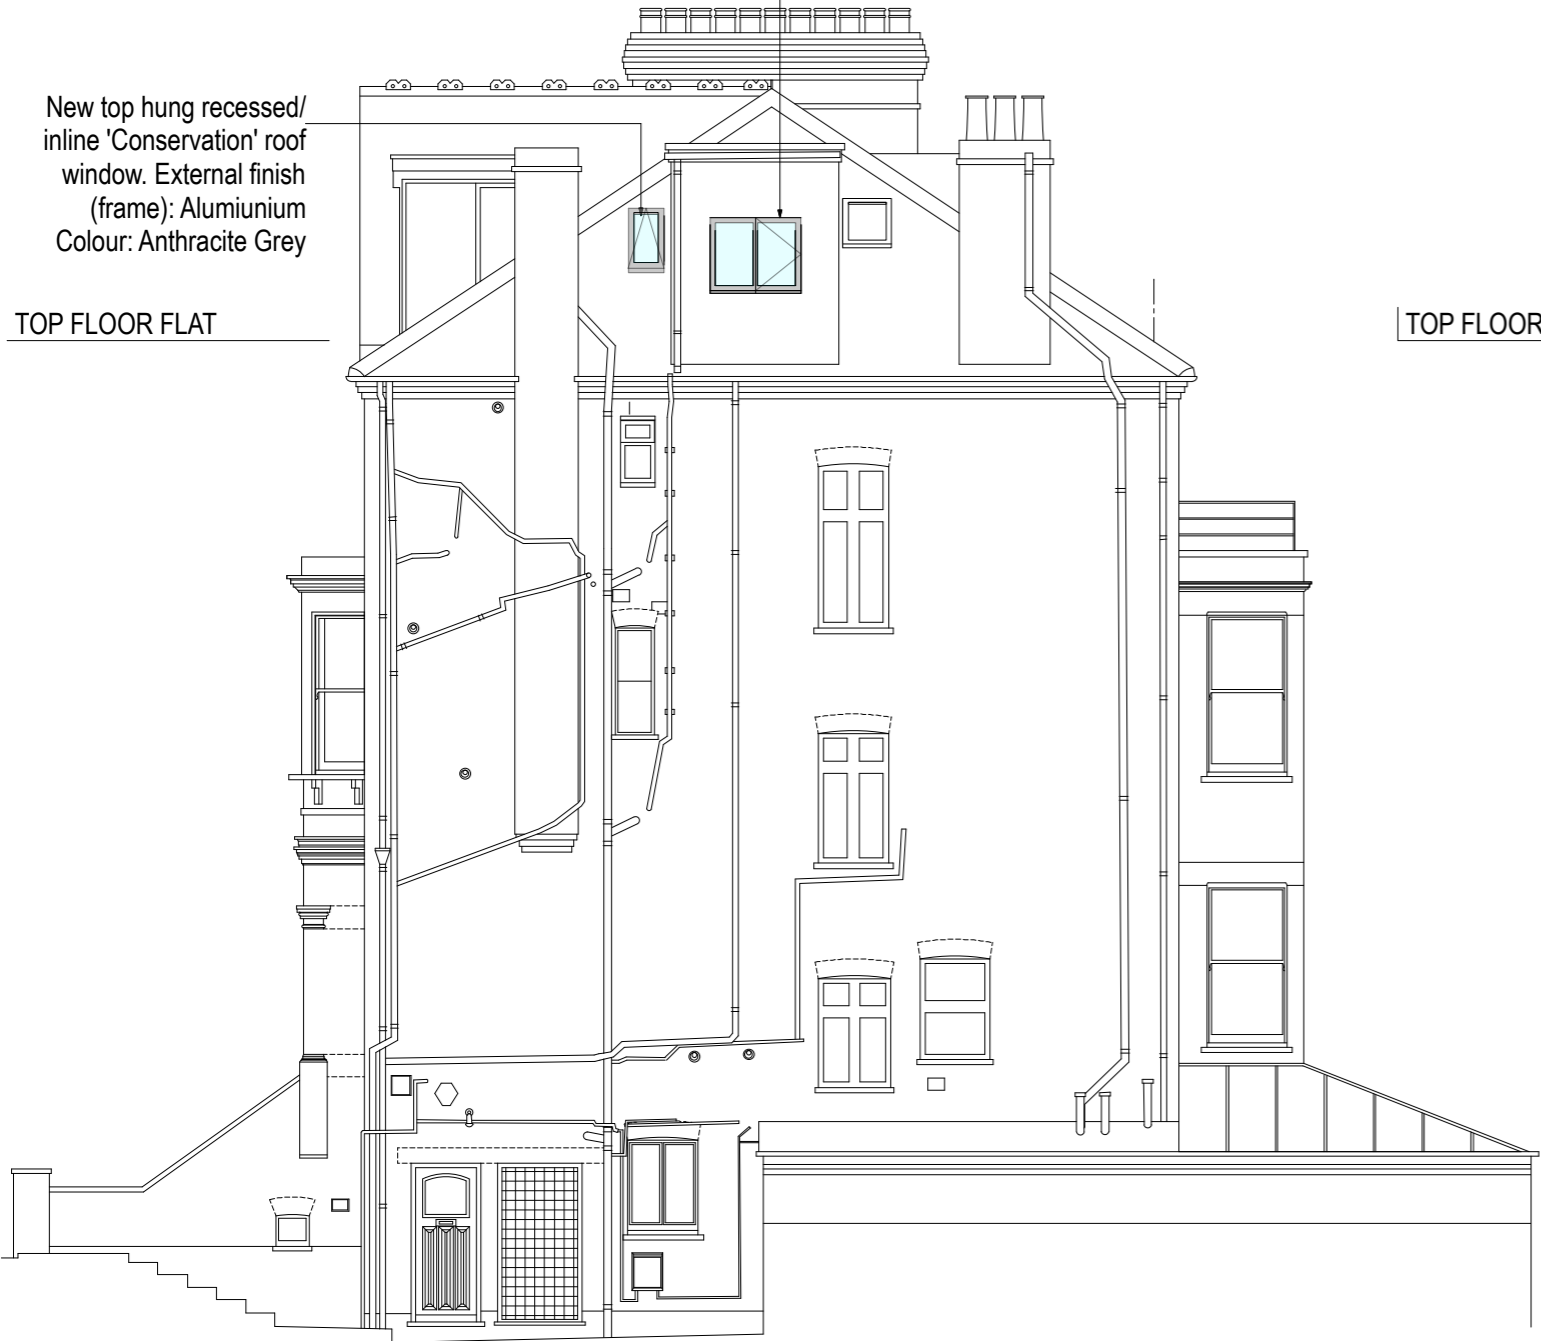 New top hung recessed/
inline 'Conservation' roof
window. External finish
(frame): Alumiunium
Colour: Anthracite Grey
TOP FLOOR FLAT
TOP FLOOR